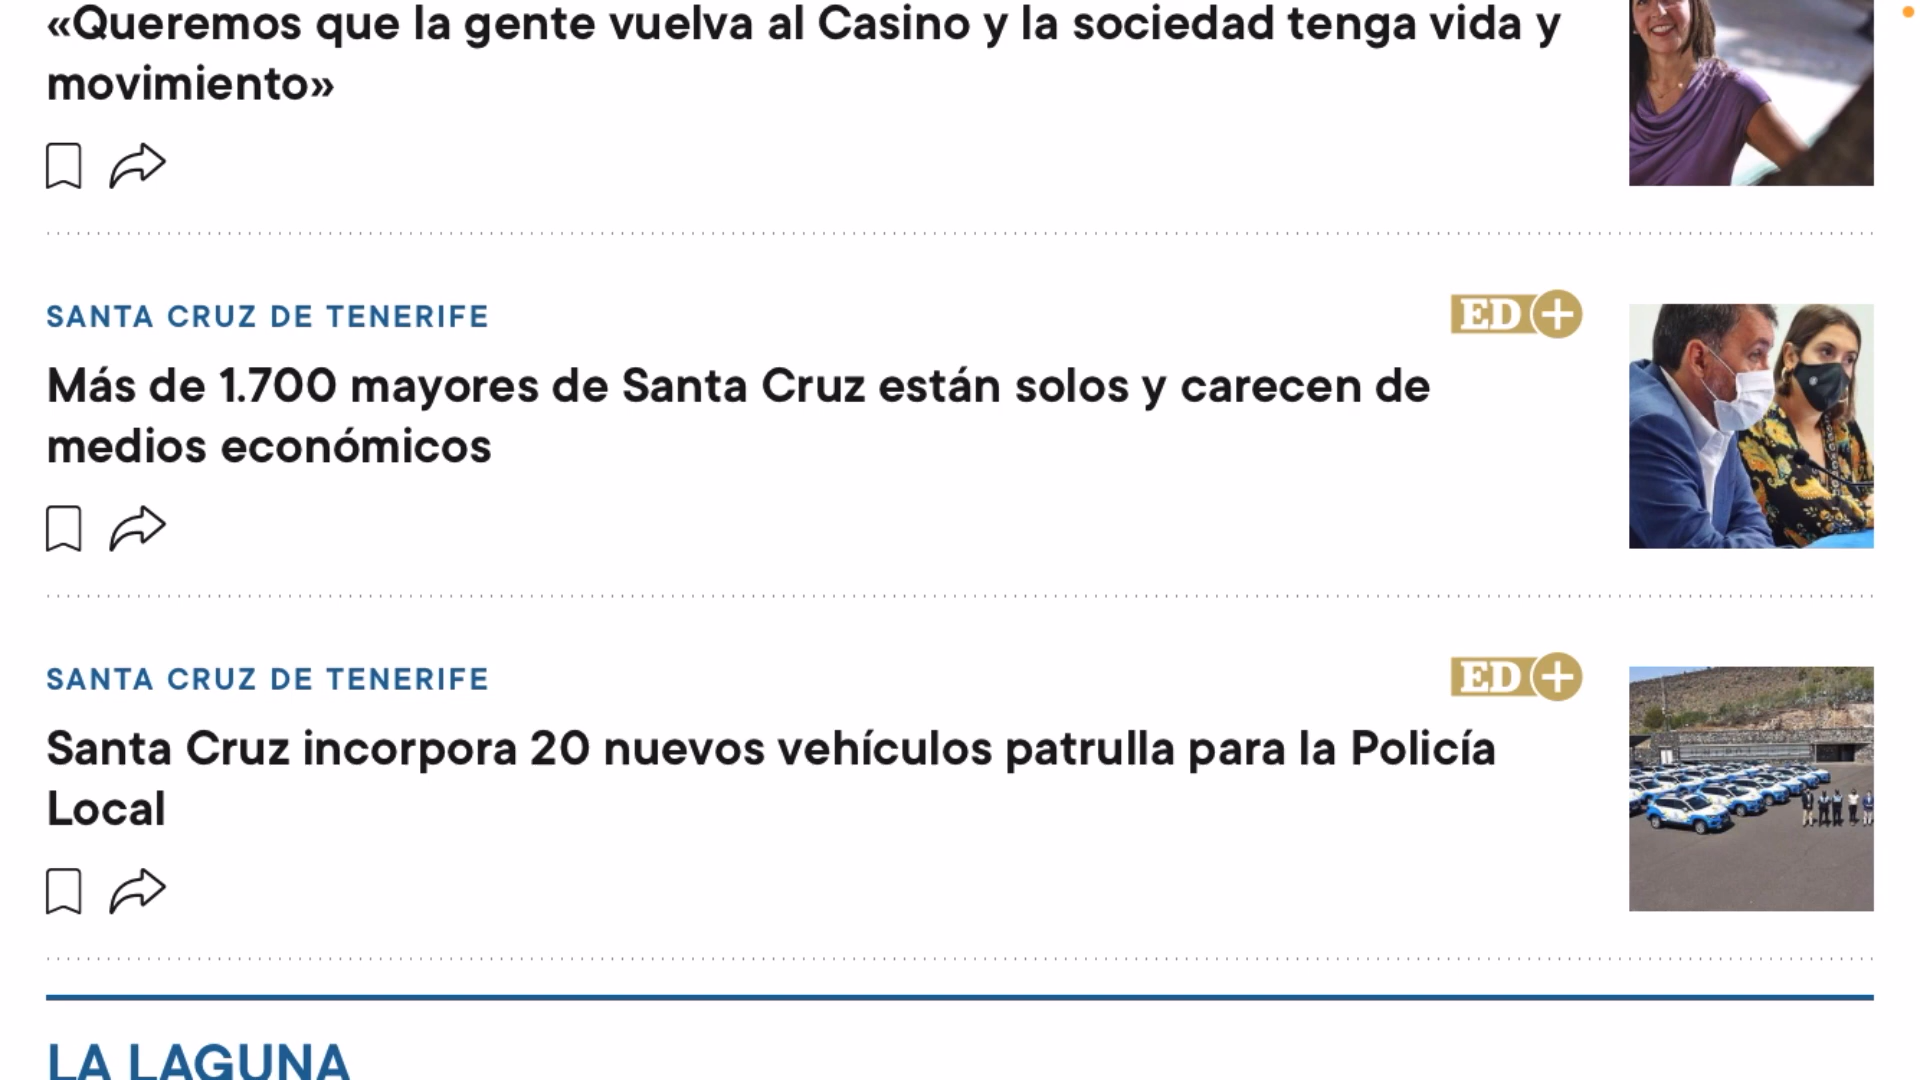 «Queremos que la gente vuelva al Casino y la sociedad tenga vida y
movimiento»
SANTA CRUZ DE TENERIFE
ED+
Más de 1.700 mayores de Santa Cruz están solos y carecen de
medios económicos
SANTA CRUZ DE TENERIFE
ED+
Santa Cruz incorpora 20 nuevos vehículos patrulla para la Policía
Local
LA LAGUNA